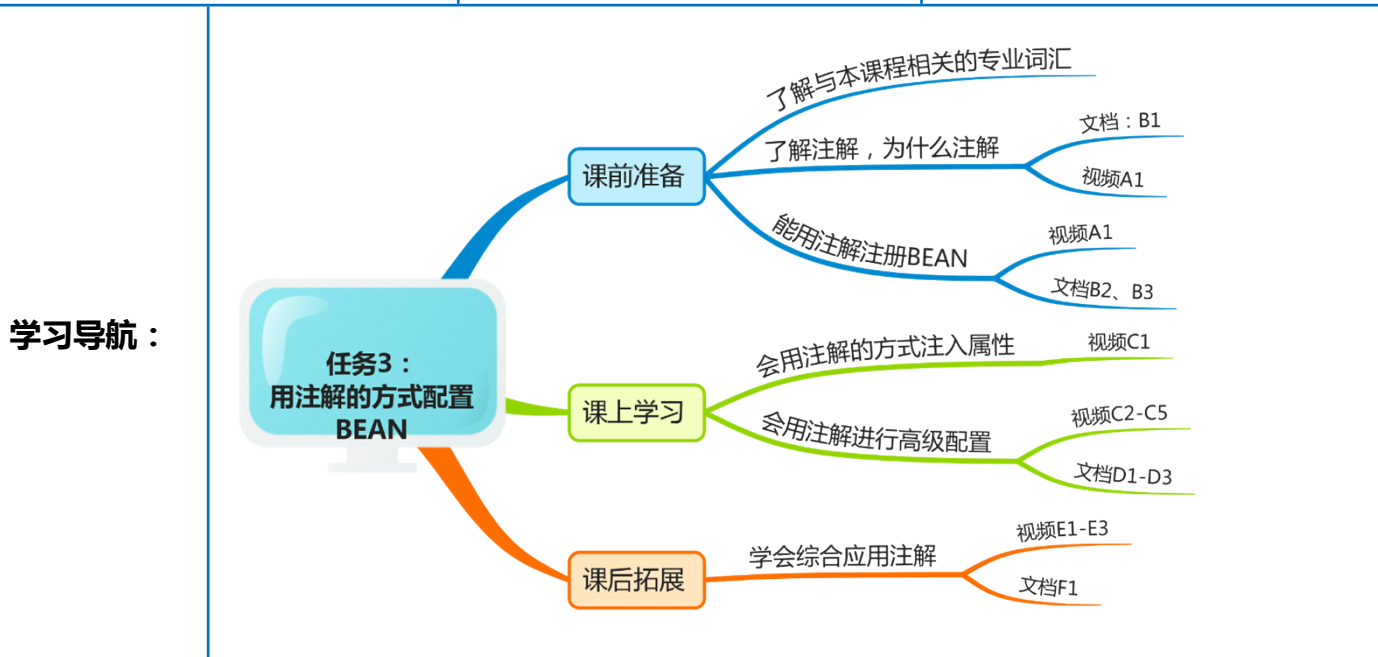 学习导航：
任务3：
用注解的方式配置
BEAN
课前准备
了解与本课程相关的专业词汇
了解注解，为什么注解
文档：B1
视频A1
能用注解注册BEAN
视频A1
文档B2、B3
课上学习
会用注解的方式注入属性
视频C1
会用注解进行高级配置
视频C2-C5
文档D1-D3
课后拓展
学会综合应用注解
视频E1-E3
文档F1